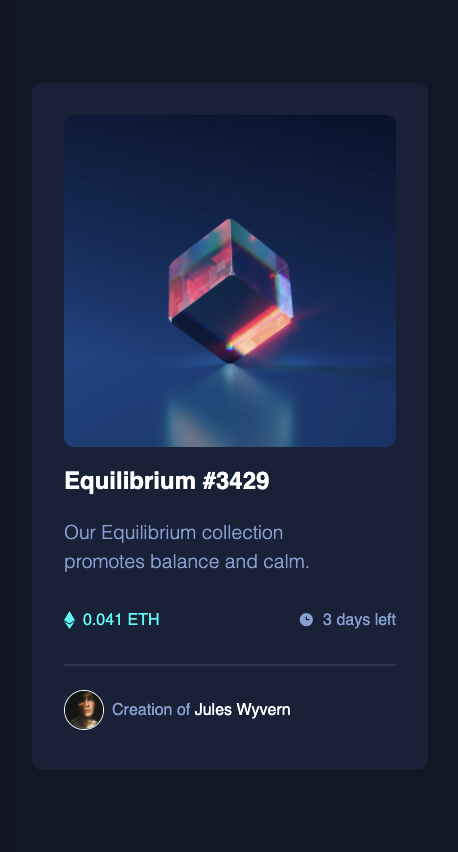 Equilibrium #3429
Our Equilibrium collection
promotes balance and calm.
0.041 ETH
3 days left
Creation of Jules Wyvern